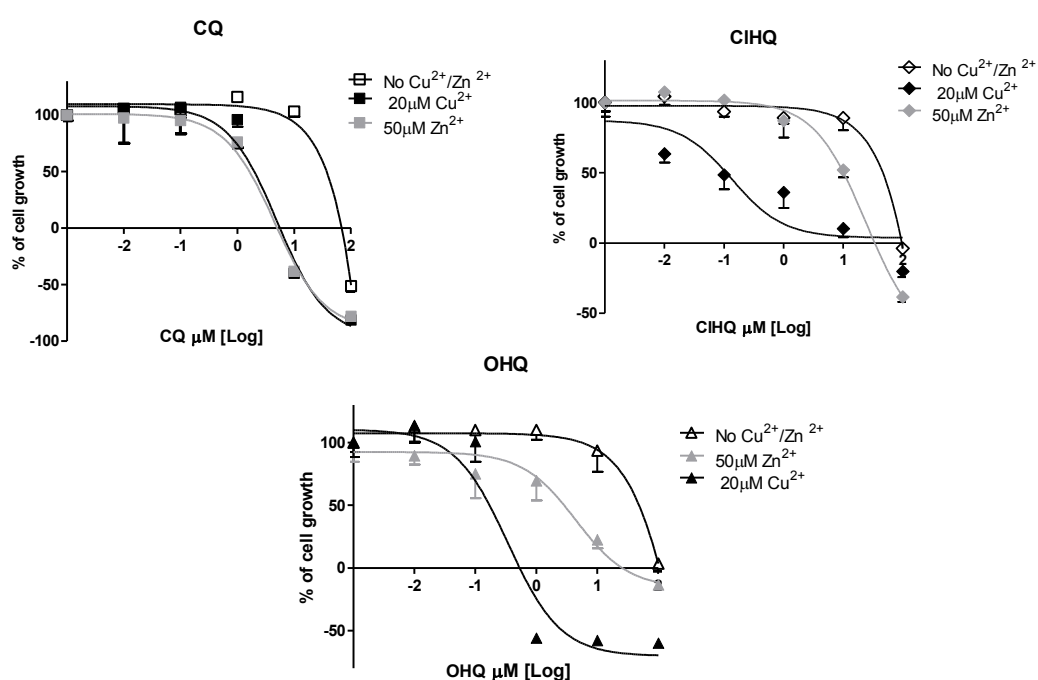 CQ
% of cell growth
100
50
0
-50
-100
-2
-1
0
1
2
CQ μM [Log]
No Cu²⁺/Zn ²⁺
20μM Cu²⁺
50μM Zn²⁺
ClHQ
% of cell growth
100
50
0
-50
-2
-1
0
1
2
ClHQ μM [Log]
No Cu²⁺/Zn ²⁺
20μM Cu²⁺
50μM Zn²⁺
OHQ
% of cell growth
100
50
0
-50
-2
-1
0
1
OHQ μM [Log]
No Cu²⁺/Zn ²⁺
50μM Zn²⁺
20μM Cu²⁺